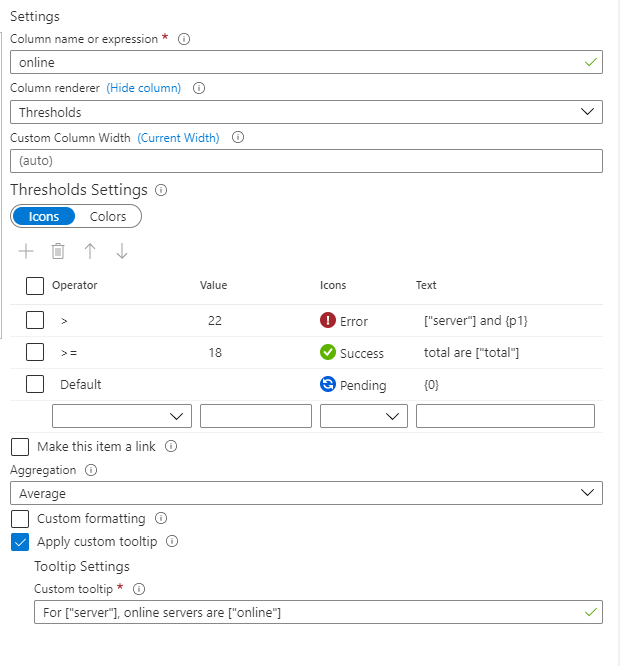 Settings
Column name or expression *
online
Column renderer (Hide column)
Thresholds
Custom Column Width (Current Width)
(auto)
Thresholds Settings
Icons Colors
Operator Value Icons Text
> 22 Error ["server"] and {p1}
>= 18 Success total are ["total"]
Default Pending {0}
Make this item a link
Aggregation
Average
Custom formatting
Apply custom tooltip
Tooltip Settings
Custom tooltip *
For ["server"], online servers are ["online"]